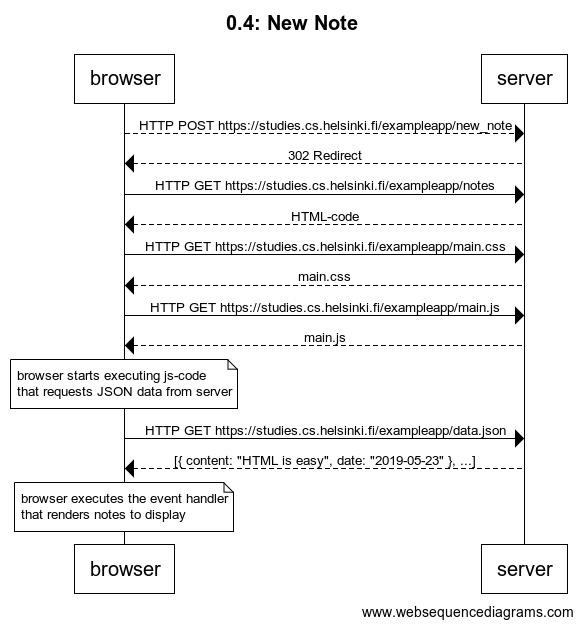 0.4: New Note
browser
server
HTTP POST https://studies.cs.helsinki.fi/exampleapp/new_note
302 Redirect
HTTP GET https://studies.cs.helsinki.fi/exampleapp/notes
HTML-code
HTTP GET https://studies.cs.helsinki.fi/exampleapp/main.css
main.css
HTTP GET https://studies.cs.helsinki.fi/exampleapp/main.js
main.js
browser starts executing js-code
that requests JSON data from server
HTTP GET https://studies.cs.helsinki.fi/exampleapp/data.json
[{ content: "HTML is easy", date: "2019-05-23" }, ...]
browser executes the event handler
that renders notes to display
browser
server
www.websequencediagrams.com